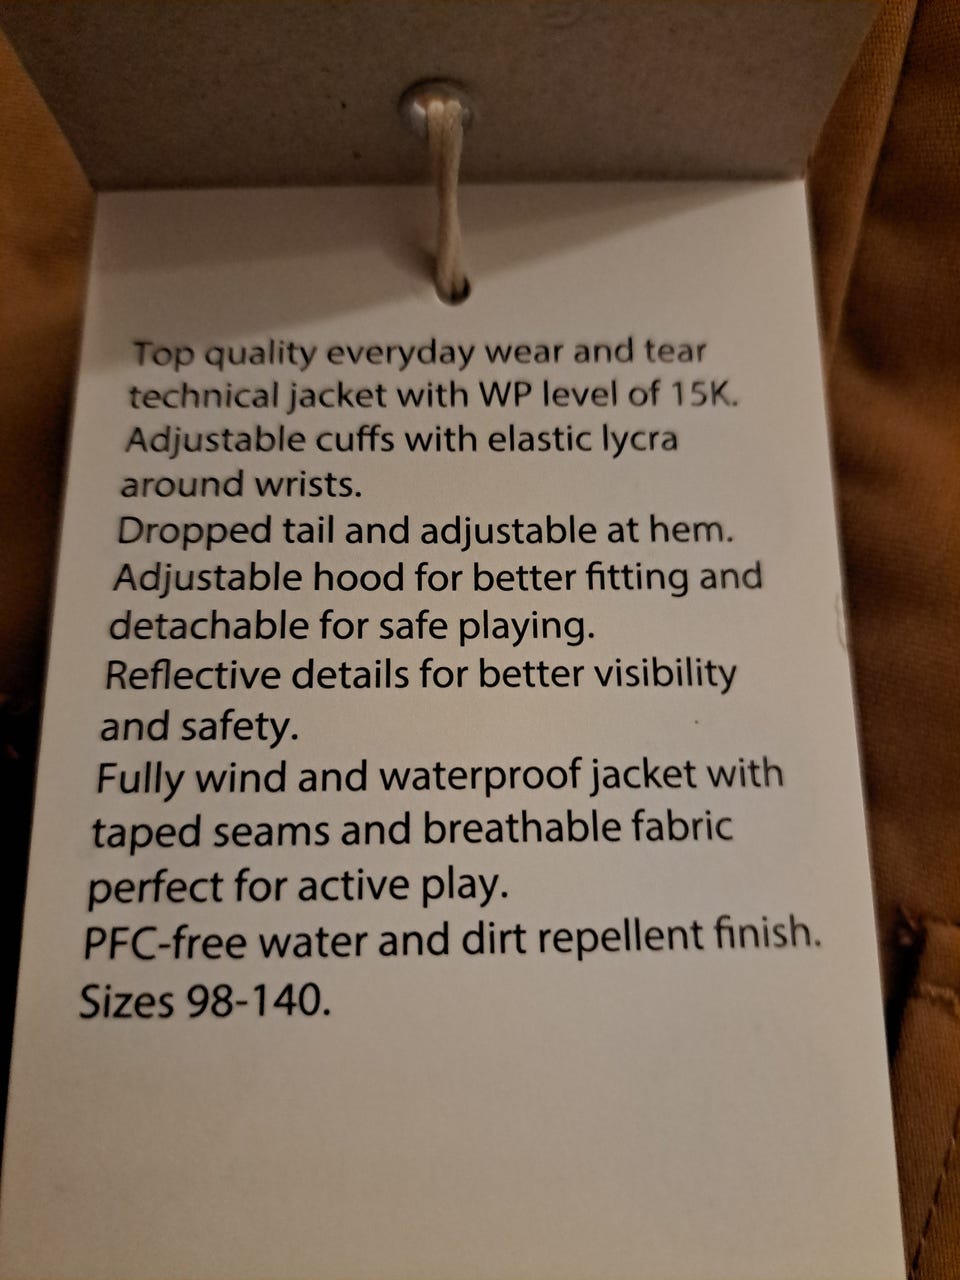 Top quality everyday wear and tear
technical jacket with WP level of 15K.
Adjustable cuffs with elastic lycra
around wrists.
Dropped tail and adjustable at hem.
Adjustable hood for better fitting and
detachable for safe playing.
Reflective details for better visibility
and safety.
Fully wind and waterproof jacket with
taped seams and breathable fabric
perfect for active play.
PFC-free water and dirt repellent finish.
Sizes 98-140.